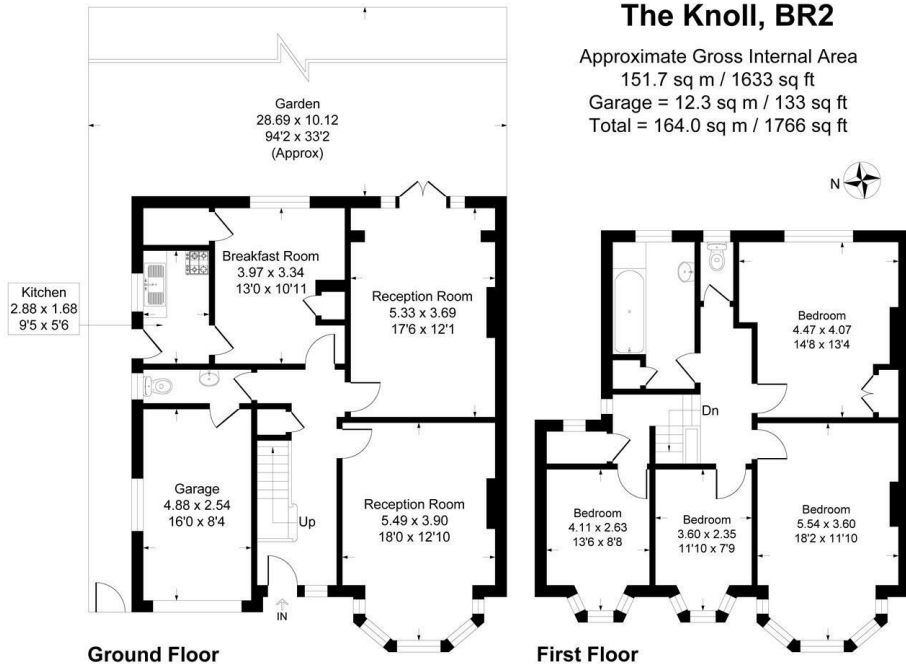 The Knoll, BR2
Approximate Gross Internal Area
151.7 sq m / 1633 sq ft
Garage = 12.3 sq m / 133 sq ft
Total = 164.0 sq m / 1766 sq ft
N
Garden
28.69 x 10.12
94'2 x 33'2
(Approx)
Kitchen
2.88 x 1.68
9'5 x 5'6
Breakfast Room
3.97 x 3.34
13'0 x 10'11
Reception Room
5.33 x 3.69
17'6 x 12'1
Garage
4.88 x 2.54
16'0 x 8'4
Up
Reception Room
5.49 x 3.90
18'0 x 12'10
IN
Ground Floor
Bedroom
4.47 x 4.07
14'8 x 13'4
Dn
Bedroom
4.11 x 2.63
13'6 x 8'8
Bedroom
3.60 x 2.35
11'10 x 7'9
Bedroom
5.54 x 3.60
18'2 x 11'10
First Floor